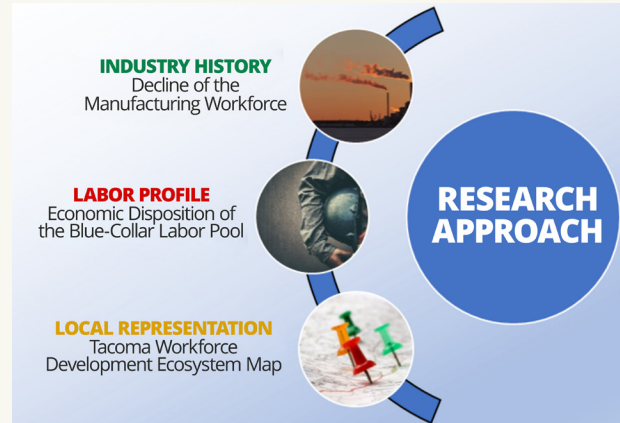 INDUSTRY HISTORY
Decline of the
Manufacturing Workforce
LABOR PROFILE
Economic Disposition of
the Blue-Collar Labor Pool
LOCAL REPRESENTATION
Tacoma Workforce
Development Ecosystem Map
RESEARCH
APPROACH